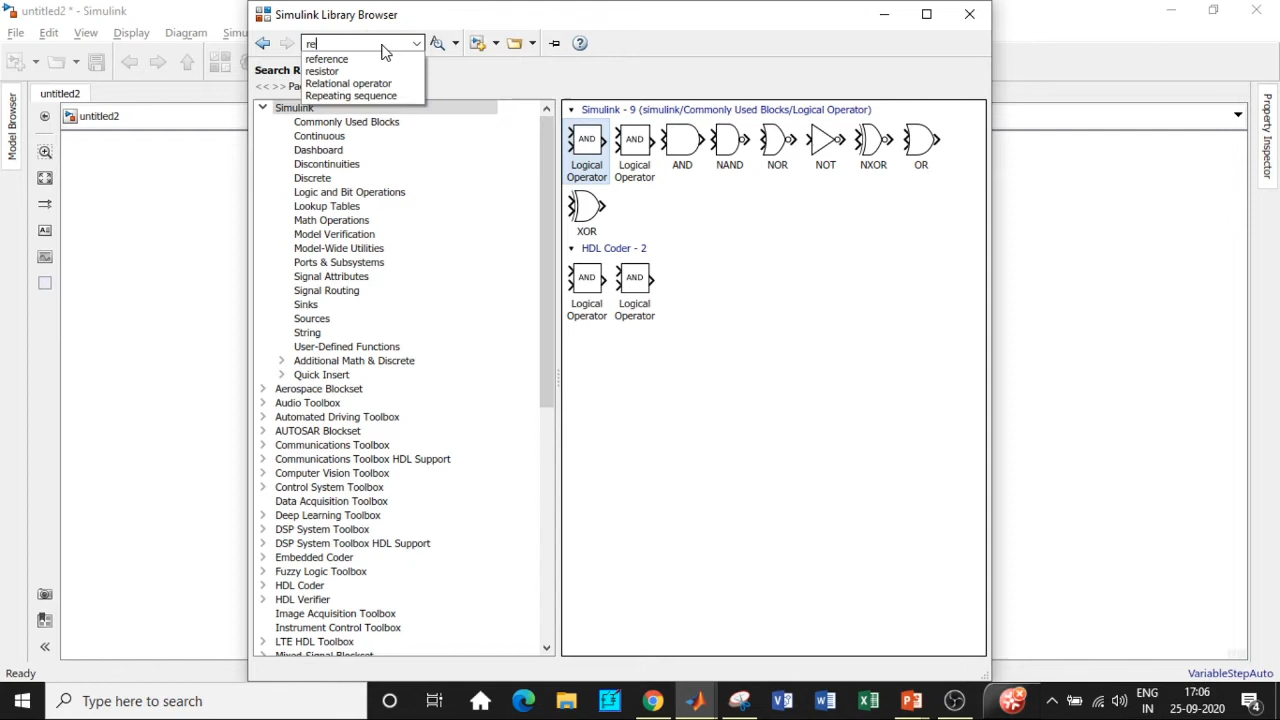 untitled2 * - Simulink
File Edit View Display Diagram Simu
untitled2
untitled2
Model Browser
Property Inspector
Simulink Library Browser
re
reference
resistor
Relational operator
Repeating sequence
Search R
<< >> Pa
Simulink
Commonly Used Blocks
Continuous
Dashboard
Discontinuities
Discrete
Logic and Bit Operations
Lookup Tables
Math Operations
Model Verification
Model-Wide Utilities
Ports & Subsystems
Signal Attributes
Signal Routing
Sinks
Sources
String
User-Defined Functions
Additional Math & Discrete
Quick Insert
Aerospace Blockset
Audio Toolbox
Automated Driving Toolbox
AUTOSAR Blockset
Communications Toolbox
Communications Toolbox HDL Support
Computer Vision Toolbox
Control System Toolbox
Data Acquisition Toolbox
Deep Learning Toolbox
DSP System Toolbox
DSP System Toolbox HDL Support
Embedded Coder
Fuzzy Logic Toolbox
HDL Coder
HDL Verifier
Image Acquisition Toolbox
Instrument Control Toolbox
LTE HDL Toolbox
Mixed-Signal Blockset
Simulink - 9 (simulink/Commonly Used Blocks/Logical Operator)
AND AND
Logical Operator Logical Operator AND NAND NOR NOT NXOR OR
XOR
HDL Coder - 2
AND AND
Logical Operator Logical Operator
Ready
VariableStepAuto
Type here to search
ENG IN
17:06
25-09-2020
4